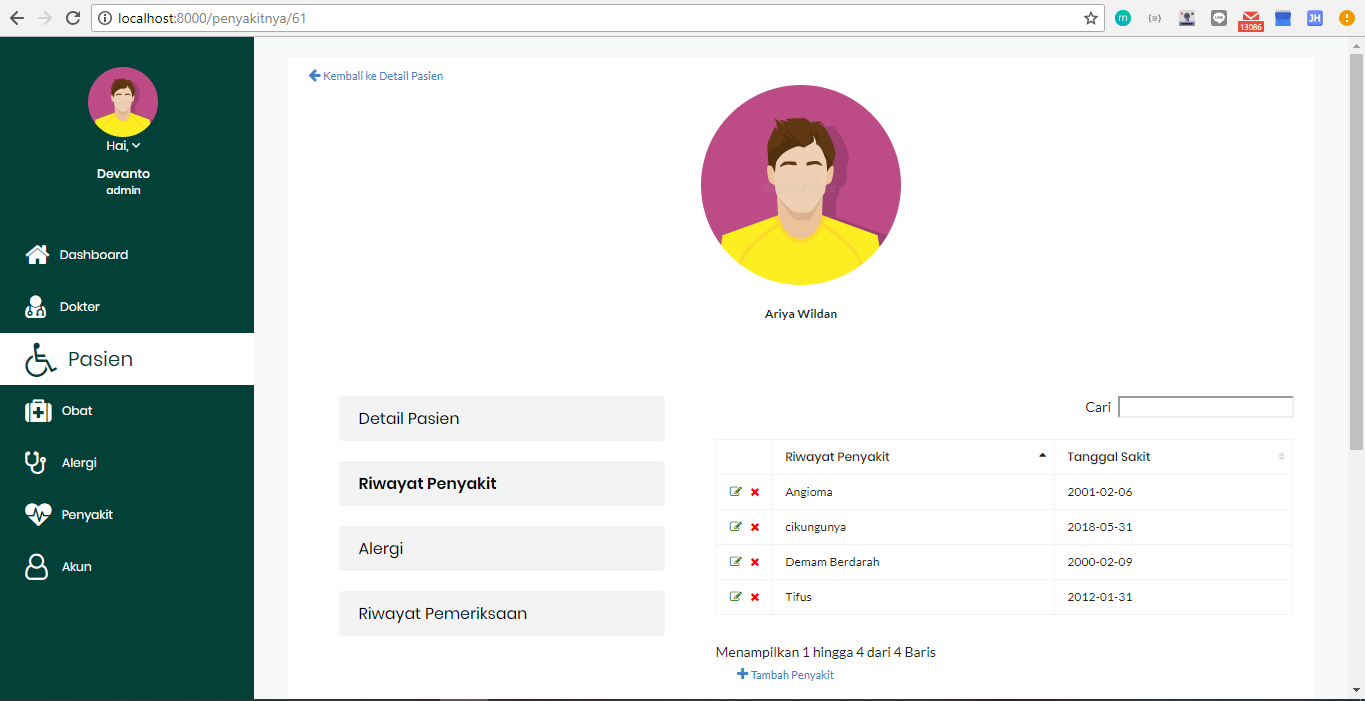 localhost:8000/penyakitnya/61
m
{=}
LINE
13086
JH
Hai,
Devanto
admin
Dashboard
Dokter
Pasien
Obat
Alergi
Penyakit
Akun
Kembali ke Detail Pasien
Ariya Wildan
Detail Pasien
Riwayat Penyakit
Alergi
Riwayat Pemeriksaan
Cari
Riwayat Penyakit Tanggal Sakit
Angioma 2001-02-06
cikungunya 2018-05-31
Demam Berdarah 2000-02-09
Tifus 2012-01-31
Menampilkan 1 hingga 4 dari 4 Baris
Tambah Penyakit